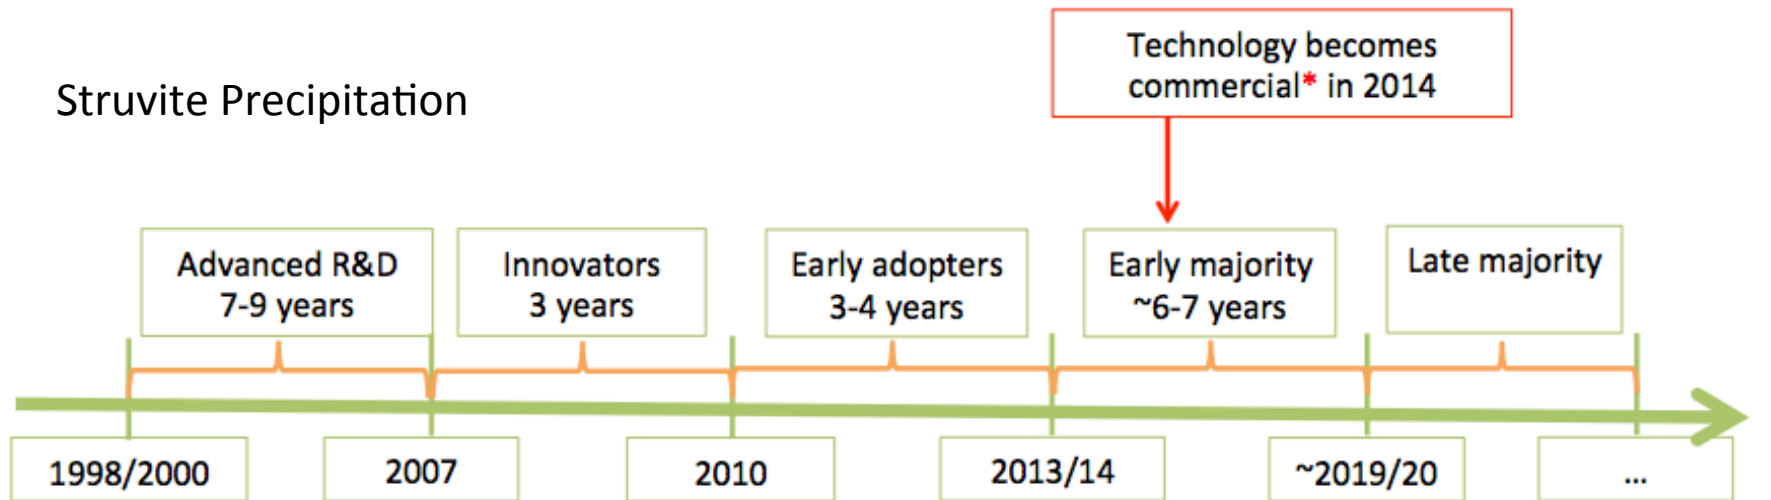 Technology becomes
commercial* in 2014
Struvite Precipitation
Advanced R&D
7-9 years
Innovators
3 years
Early adopters
3-4 years
Early majority
~6-7 years
Late majority
1998/2000
2007
2010
2013/14
~2019/20
...